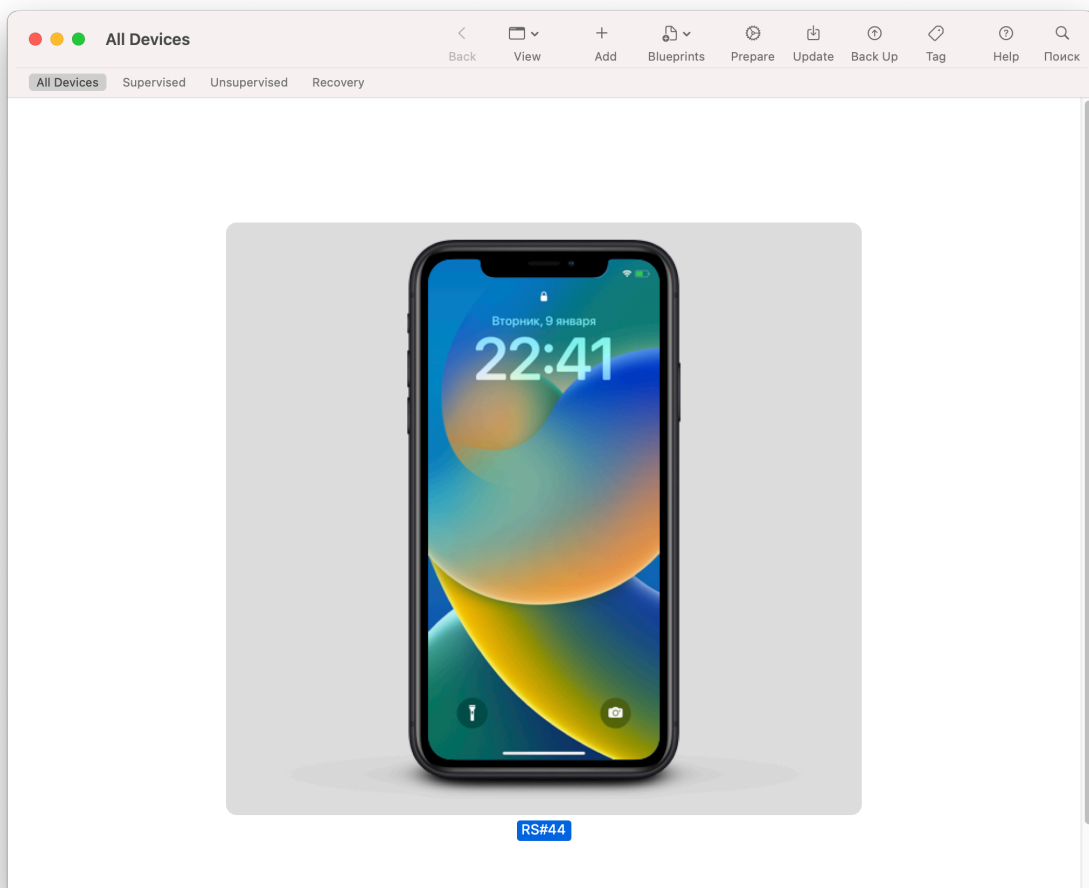 All Devices
Back
View
Add
Blueprints
Prepare
Update
Back Up
Tag
Help
Поиск
All Devices
Supervised
Unsupervised
Recovery
Вторник, 9 января
22:41
RS#44